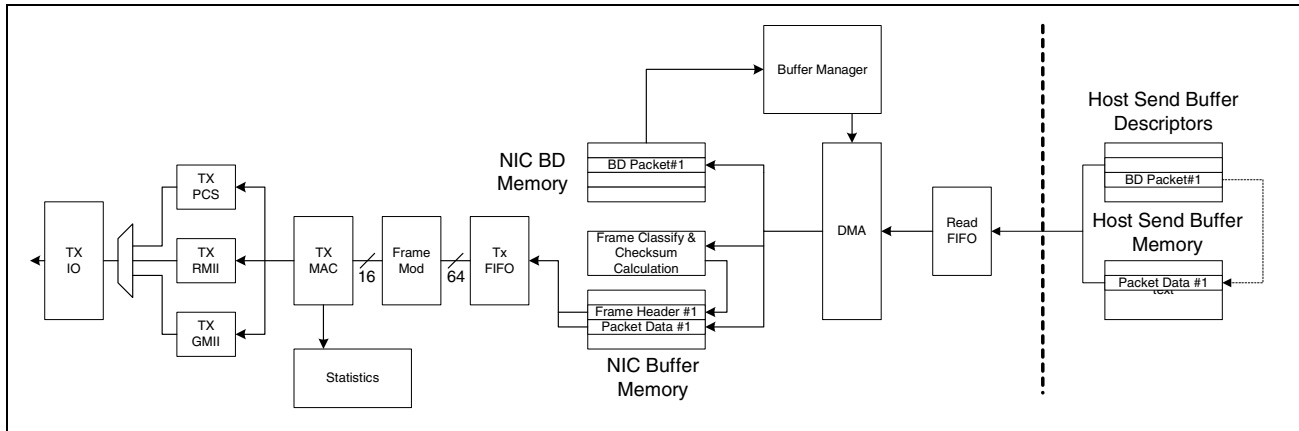 Buffer Manager
Host Send Buffer
Descriptors
NIC BD
Memory
BD Packet#1
BD Packet#1
TX
PCS
Host Send Buffer
Memory
TX
IO
TX
RMII
TX
MAC
16
Frame
Mod
64
Tx
FIFO
Frame Classify &
Checksum
Calculation
DMA
Read
FIFO
Packet Data #1
text
Frame Header #1
Packet Data #1
TX
GMII
NIC Buffer
Memory
Statistics